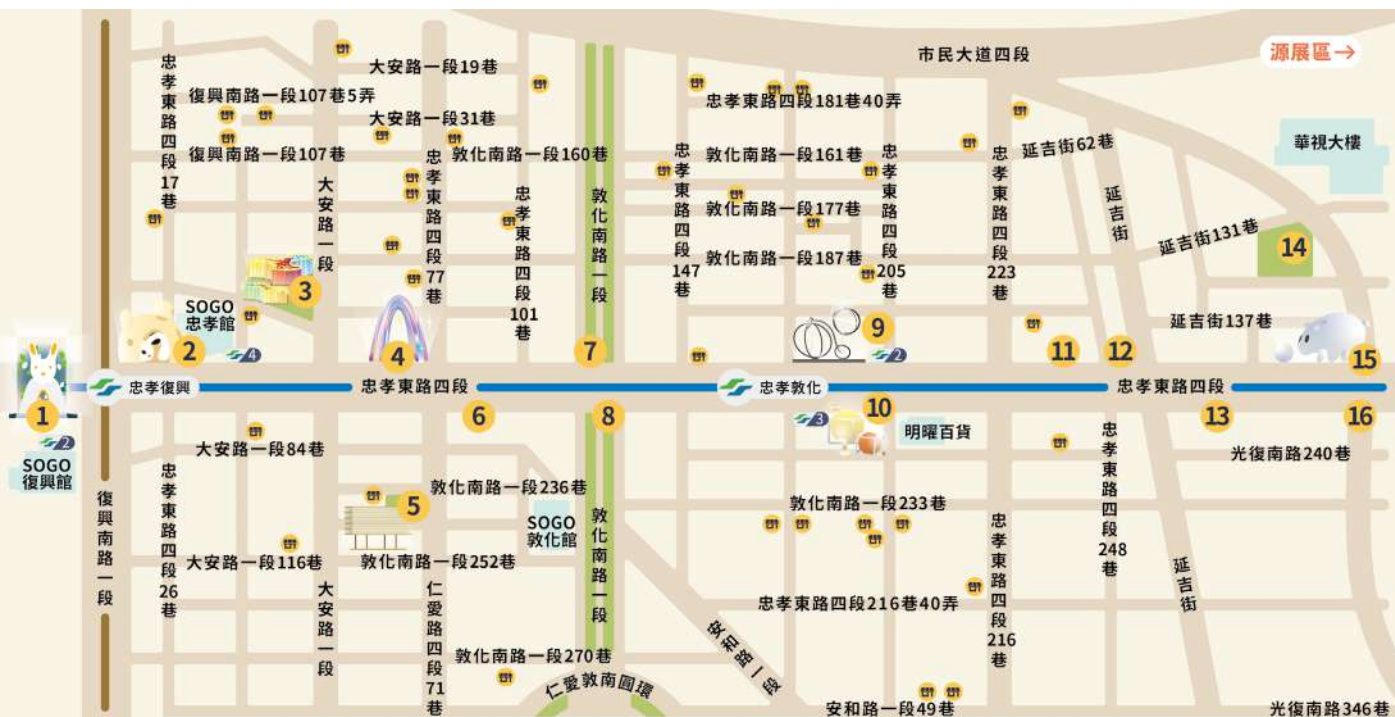 市民大道四段
源展區→
大安路一段19巷
復興南路一段107巷5弄
忠孝東路四段181巷40弄
大安路一段31巷
忠孝東路四段17巷
復興南路一段107巷
敦化南路一段160巷
敦化南路一段161巷
延吉街62巷
華視大樓
大安路一段
忠孝東路四段77巷
忠孝東路四段101巷
敦化南路一段
忠孝東路四段147巷
敦化南路一段177巷
敦化南路一段187巷
忠孝東路四段205巷
忠孝東路四段223巷
延吉街
延吉街131巷
14
3
SOGO
忠孝館
延吉街137巷
2
4
4
7
9
2
11
12
15
忠孝復興
忠孝東路四段
忠孝敦化
忠孝東路四段
1
2
SOGO
復興館
6
8
3
10
明曜百貨
13
16
大安路一段84巷
光復南路240巷
復興南路一段
忠孝東路四段26巷
敦化南路一段236巷
5
SOGO
敦化館
敦化南路一段
敦化南路一段233巷
忠孝東路四段216巷
忠孝東路四段248巷
大安路一段116巷
敦化南路一段252巷
大安路一段
仁愛路四段71巷
忠孝東路四段216巷40弄
延吉街
安和路一段
敦化南路一段270巷
仁愛敦南圓環
安和路一段49巷
光復南路346巷